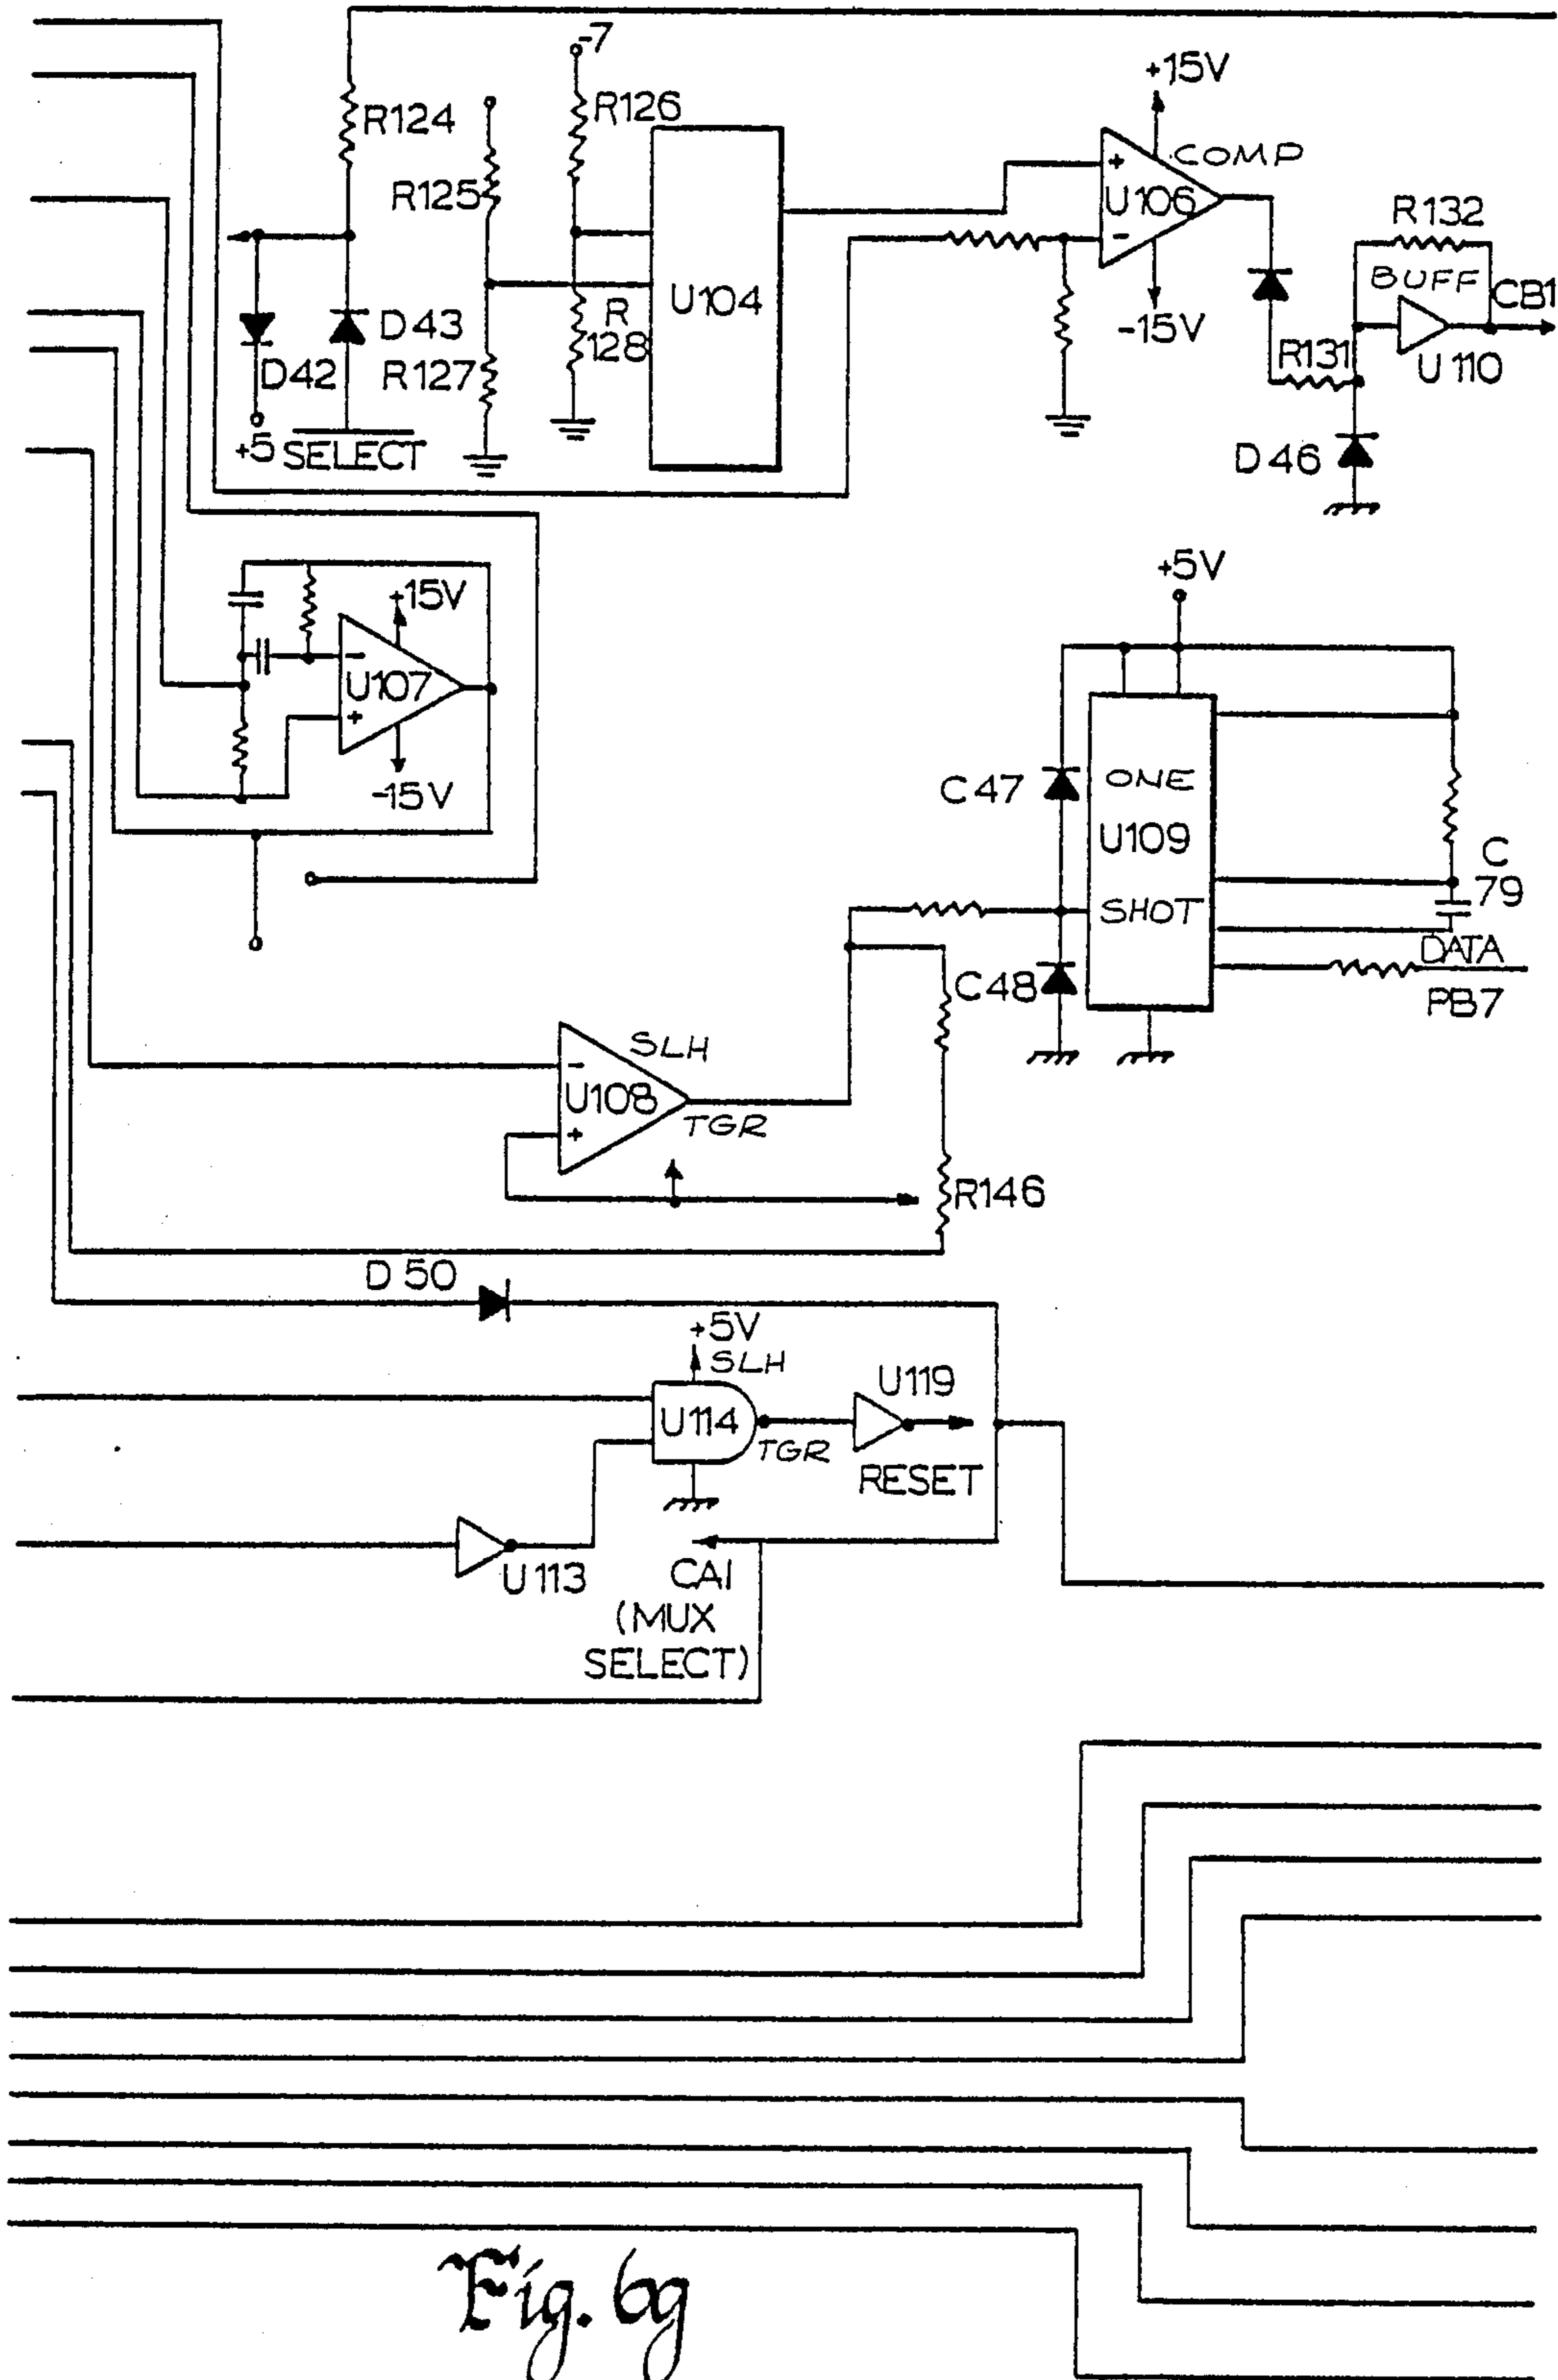 -7
R124
R126
+15V
COMP
R125
+
U106
-
R132
BUFF
CB1
U104
R
128
D43
D42
R127
-15V
R131
U110
+5
SELECT
D46
+15V
-
U107
+
-15V
+5V
C47
ONE
U109
SHOT
C
79
DATA
PB7
C48
SLH
-
U108
+
TGR
R146
D50
+5V
SLH
U119
U114
TGR
RESET
U113
CA1
(MUX
SELECT)
Fig. 6g